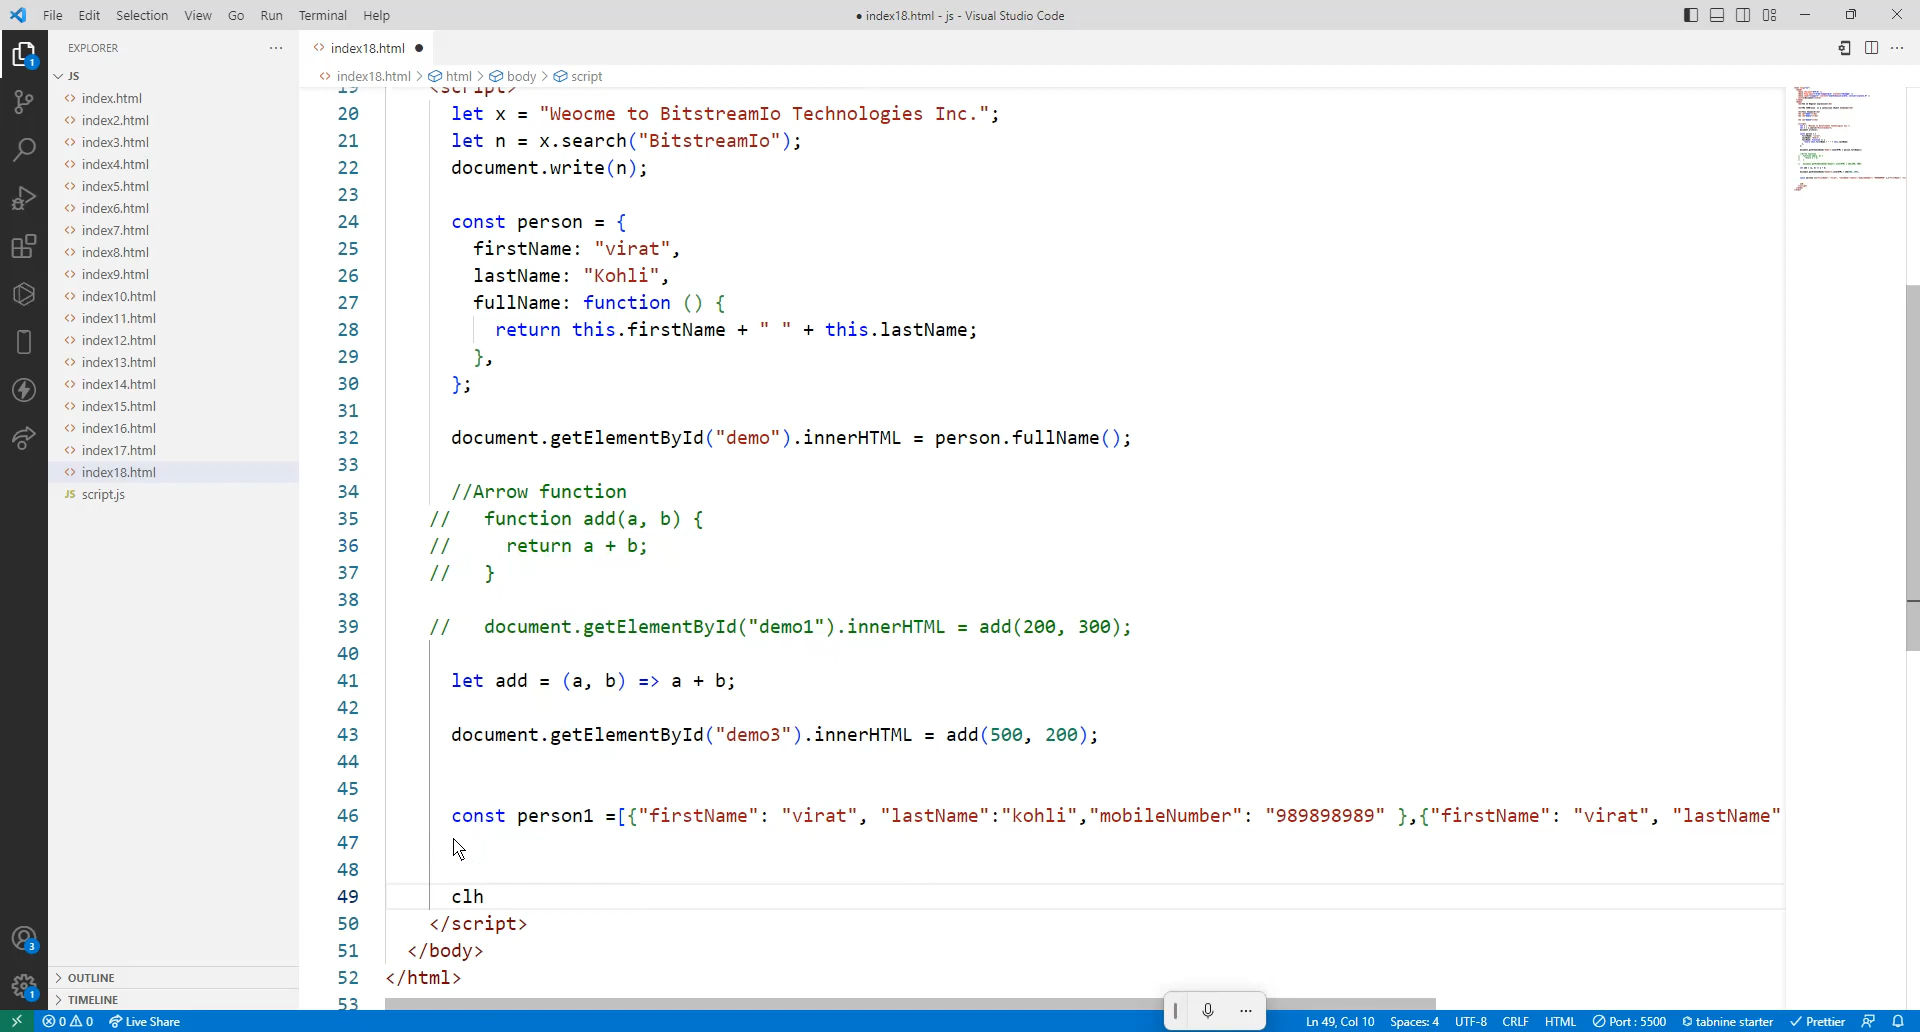 File Edit Selection View Go Run Terminal Help
● index18.html - js - Visual Studio Code
EXPLORER
JS
index.html
index2.html
index3.html
index4.html
index5.html
index6.html
index7.html
index8.html
index9.html
index10.html
index11.html
index12.html
index13.html
index14.html
index15.html
index16.html
index17.html
index18.html
JS script.js
OUTLINE
TIMELINE
1
3
1
index18.html ●
index18.html > html > body > script
19 <script>
20 let x = "Weocme to BitstreamIo Technologies Inc.";
21 let n = x.search("BitstreamIo");
22 document.write(n);
23
24 const person = {
25 firstName: "virat",
26 lastName: "Kohli",
27 fullName: function () {
28 return this.firstName + " " + this.lastName;
29 },
30 };
31
32 document.getElementById("demo").innerHTML = person.fullName();
33
34 //Arrow function
35 // function add(a, b) {
36 // return a + b;
37 // }
38
39 // document.getElementById("demo1").innerHTML = add(200, 300);
40
41 let add = (a, b) => a + b;
42
43 document.getElementById("demo3").innerHTML = add(500, 200);
44
45
46 const person1 =[{"firstName": "virat", "lastName":"kohli","mobileNumber": "989898989" },{"firstName": "virat", "lastName"
47
48
49 clh
50 </script>
51 </body>
52 </html>
53
0 0 Live Share
Ln 49, Col 10 Spaces: 4 UTF-8 CRLF HTML Port : 5500 tabnine starter Prettier